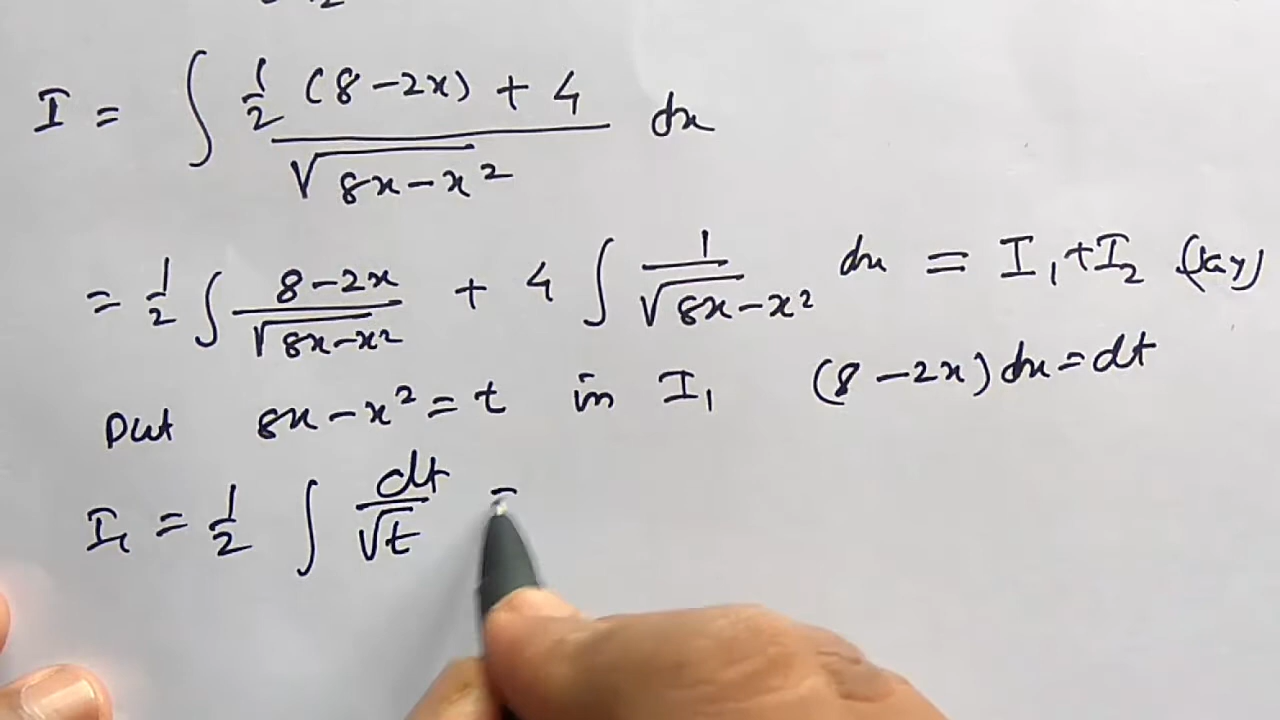 I = ∫ 1/2 (8-2x) + 4 / √8x-x² dx
= 1/2 ∫ 8-2x / √8x-x² + 4 ∫ 1 / √8x-x² dx = I₁+I₂ (say)
Put 8x-x² = t in I₁ (8-2x)dx = dt
I₁ = 1/2 ∫ dt / √t =